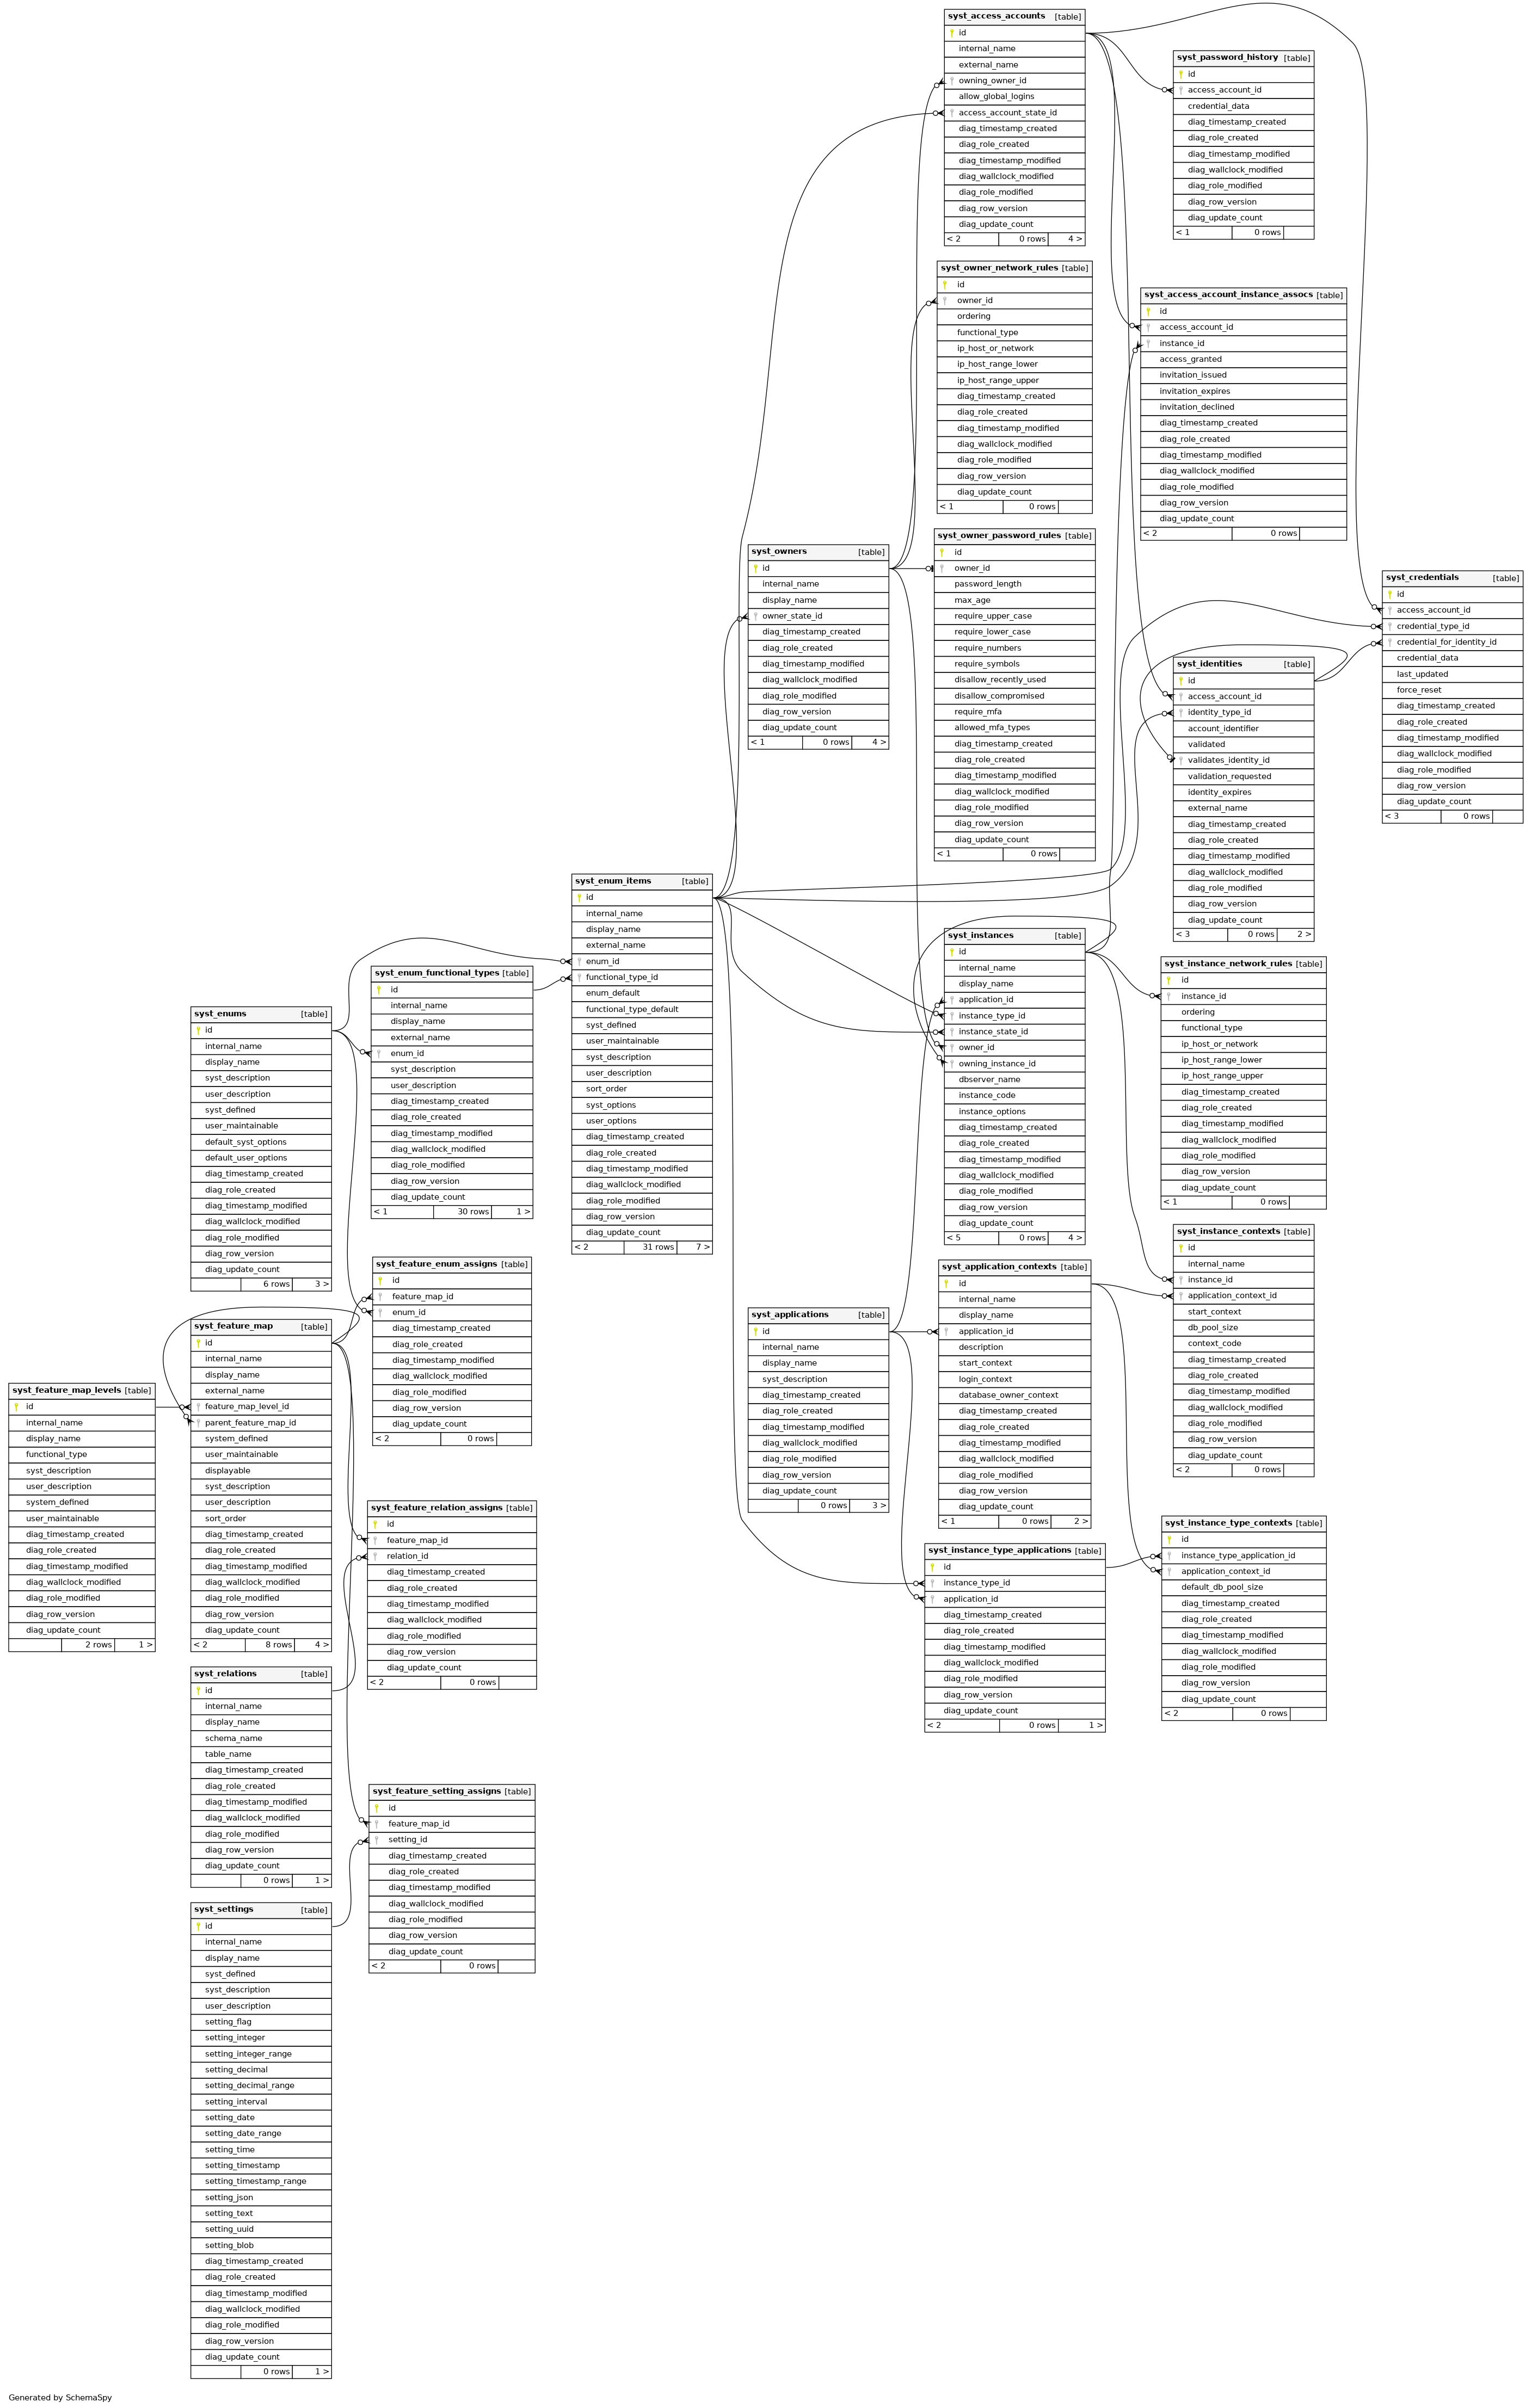 syst_access_accounts [table]
id
internal_name
external_name
owning_owner_id
allow_global_logins
access_account_state_id
diag_timestamp_created
diag_role_created
diag_timestamp_modified
diag_wallclock_modified
diag_role_modified
diag_row_version
diag_update_count
< 2 0 rows 4 >
syst_password_history [table]
id
access_account_id
credential_data
diag_timestamp_created
diag_role_created
diag_timestamp_modified
diag_wallclock_modified
diag_role_modified
diag_row_version
diag_update_count
< 1 0 rows
syst_owner_network_rules [table]
id
owner_id
ordering
functional_type
ip_host_or_network
ip_host_range_lower
ip_host_range_upper
diag_timestamp_created
diag_role_created
diag_timestamp_modified
diag_wallclock_modified
diag_role_modified
diag_row_version
diag_update_count
< 1 0 rows
syst_access_account_instance_assocs [table]
id
access_account_id
instance_id
access_granted
invitation_issued
invitation_expires
invitation_declined
diag_timestamp_created
diag_role_created
diag_timestamp_modified
diag_wallclock_modified
diag_role_modified
diag_row_version
diag_update_count
< 2 0 rows
syst_owners [table]
id
internal_name
display_name
owner_state_id
diag_timestamp_created
diag_role_created
diag_timestamp_modified
diag_wallclock_modified
diag_role_modified
diag_row_version
diag_update_count
< 1 0 rows 4 >
syst_owner_password_rules [table]
id
owner_id
password_length
max_age
require_upper_case
require_lower_case
require_numbers
require_symbols
disallow_recently_used
disallow_compromised
require_mfa
allowed_mfa_types
diag_timestamp_created
diag_role_created
diag_timestamp_modified
diag_wallclock_modified
diag_role_modified
diag_row_version
diag_update_count
< 1 0 rows
syst_credentials [table]
id
access_account_id
credential_type_id
credential_for_identity_id
credential_data
last_updated
force_reset
diag_timestamp_created
diag_role_created
diag_timestamp_modified
diag_wallclock_modified
diag_role_modified
diag_row_version
diag_update_count
< 3 0 rows
syst_identities [table]
id
access_account_id
identity_type_id
account_identifier
validated
validates_identity_id
validation_requested
identity_expires
external_name
diag_timestamp_created
diag_role_created
diag_timestamp_modified
diag_wallclock_modified
diag_role_modified
diag_row_version
diag_update_count
< 3 0 rows 2 >
syst_enum_items [table]
id
internal_name
display_name
external_name
enum_id
functional_type_id
enum_default
functional_type_default
syst_defined
user_maintainable
syst_description
user_description
sort_order
syst_options
user_options
diag_timestamp_created
diag_role_created
diag_timestamp_modified
diag_wallclock_modified
diag_role_modified
diag_row_version
diag_update_count
< 2 31 rows 7 >
syst_instances [table]
id
internal_name
display_name
application_id
instance_type_id
instance_state_id
owner_id
owning_instance_id
dbserver_name
instance_code
instance_options
diag_timestamp_created
diag_role_created
diag_timestamp_modified
diag_wallclock_modified
diag_role_modified
diag_row_version
diag_update_count
< 5 0 rows 4 >
syst_instance_network_rules [table]
id
instance_id
ordering
functional_type
ip_host_or_network
ip_host_range_lower
ip_host_range_upper
diag_timestamp_created
diag_role_created
diag_timestamp_modified
diag_wallclock_modified
diag_role_modified
diag_row_version
diag_update_count
< 1 0 rows
syst_enum_functional_types [table]
id
internal_name
display_name
external_name
enum_id
syst_description
user_description
diag_timestamp_created
diag_role_created
diag_timestamp_modified
diag_wallclock_modified
diag_role_modified
diag_row_version
diag_update_count
< 1 30 rows 1 >
syst_enums [table]
id
internal_name
display_name
syst_description
user_description
syst_defined
user_maintainable
default_syst_options
default_user_options
diag_timestamp_created
diag_role_created
diag_timestamp_modified
diag_wallclock_modified
diag_role_modified
diag_row_version
diag_update_count
6 rows 3 >
syst_instance_contexts [table]
id
internal_name
instance_id
application_context_id
start_context
db_pool_size
context_code
diag_timestamp_created
diag_role_created
diag_timestamp_modified
diag_wallclock_modified
diag_role_modified
diag_row_version
diag_update_count
< 2 0 rows
syst_feature_enum_assigns [table]
id
feature_map_id
enum_id
diag_timestamp_created
diag_role_created
diag_timestamp_modified
diag_wallclock_modified
diag_role_modified
diag_row_version
diag_update_count
< 2 0 rows
syst_application_contexts [table]
id
internal_name
display_name
application_id
description
start_context
login_context
database_owner_context
diag_timestamp_created
diag_role_created
diag_timestamp_modified
diag_wallclock_modified
diag_role_modified
diag_row_version
diag_update_count
< 1 0 rows 2 >
syst_applications [table]
id
internal_name
display_name
syst_description
diag_timestamp_created
diag_role_created
diag_timestamp_modified
diag_wallclock_modified
diag_role_modified
diag_row_version
diag_update_count
0 rows 3 >
syst_feature_map [table]
id
internal_name
display_name
external_name
feature_map_level_id
parent_feature_map_id
system_defined
user_maintainable
displayable
syst_description
user_description
sort_order
diag_timestamp_created
diag_role_created
diag_timestamp_modified
diag_wallclock_modified
diag_role_modified
diag_row_version
diag_update_count
< 2 8 rows 4 >
syst_feature_map_levels [table]
id
internal_name
display_name
functional_type
syst_description
user_description
system_defined
user_maintainable
diag_timestamp_created
diag_role_created
diag_timestamp_modified
diag_wallclock_modified
diag_role_modified
diag_row_version
diag_update_count
2 rows 1 >
syst_feature_relation_assigns [table]
id
feature_map_id
relation_id
diag_timestamp_created
diag_role_created
diag_timestamp_modified
diag_wallclock_modified
diag_role_modified
diag_row_version
diag_update_count
< 2 0 rows
syst_instance_type_contexts [table]
id
instance_type_application_id
application_context_id
default_db_pool_size
diag_timestamp_created
diag_role_created
diag_timestamp_modified
diag_wallclock_modified
diag_role_modified
diag_row_version
diag_update_count
< 2 0 rows
syst_instance_type_applications [table]
id
instance_type_id
application_id
diag_timestamp_created
diag_role_created
diag_timestamp_modified
diag_wallclock_modified
diag_role_modified
diag_row_version
diag_update_count
< 2 0 rows 1 >
syst_relations [table]
id
internal_name
display_name
schema_name
table_name
diag_timestamp_created
diag_role_created
diag_timestamp_modified
diag_wallclock_modified
diag_role_modified
diag_row_version
diag_update_count
0 rows 1 >
syst_feature_setting_assigns [table]
id
feature_map_id
setting_id
diag_timestamp_created
diag_role_created
diag_timestamp_modified
diag_wallclock_modified
diag_role_modified
diag_row_version
diag_update_count
< 2 0 rows
syst_settings [table]
id
internal_name
display_name
syst_defined
syst_description
user_description
setting_flag
setting_integer
setting_integer_range
setting_decimal
setting_decimal_range
setting_interval
setting_date
setting_date_range
setting_time
setting_timestamp
setting_timestamp_range
setting_json
setting_text
setting_uuid
setting_blob
diag_timestamp_created
diag_role_created
diag_timestamp_modified
diag_wallclock_modified
diag_role_modified
diag_row_version
diag_update_count
0 rows 1 >
Generated by SchemaSpy